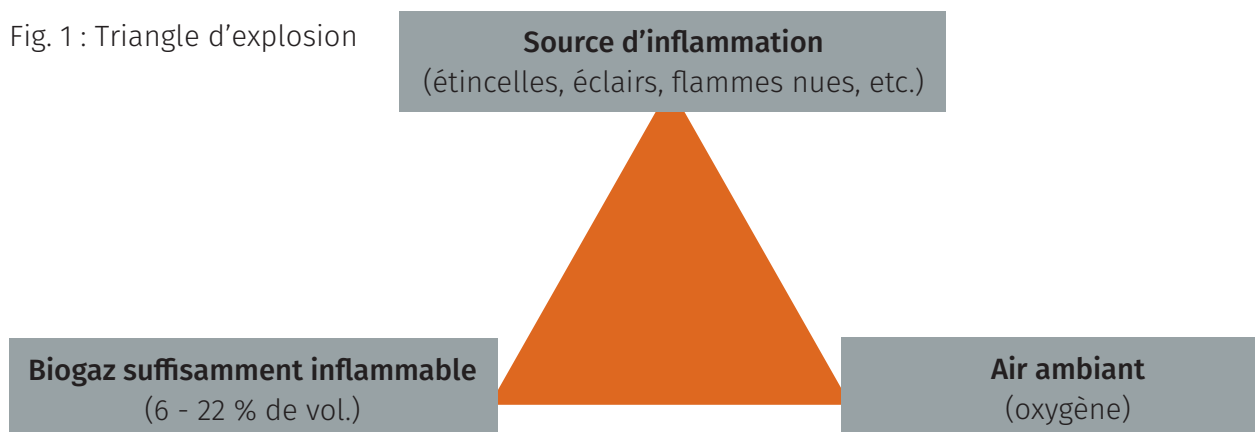 Fig. 1 : Triangle d’explosion
Source d’inflammation
(étincelles, éclairs, flammes nues, etc.)
Biogaz suffisamment inflammable
(6 - 22 % de vol.)
Air ambiant
(oxygène)